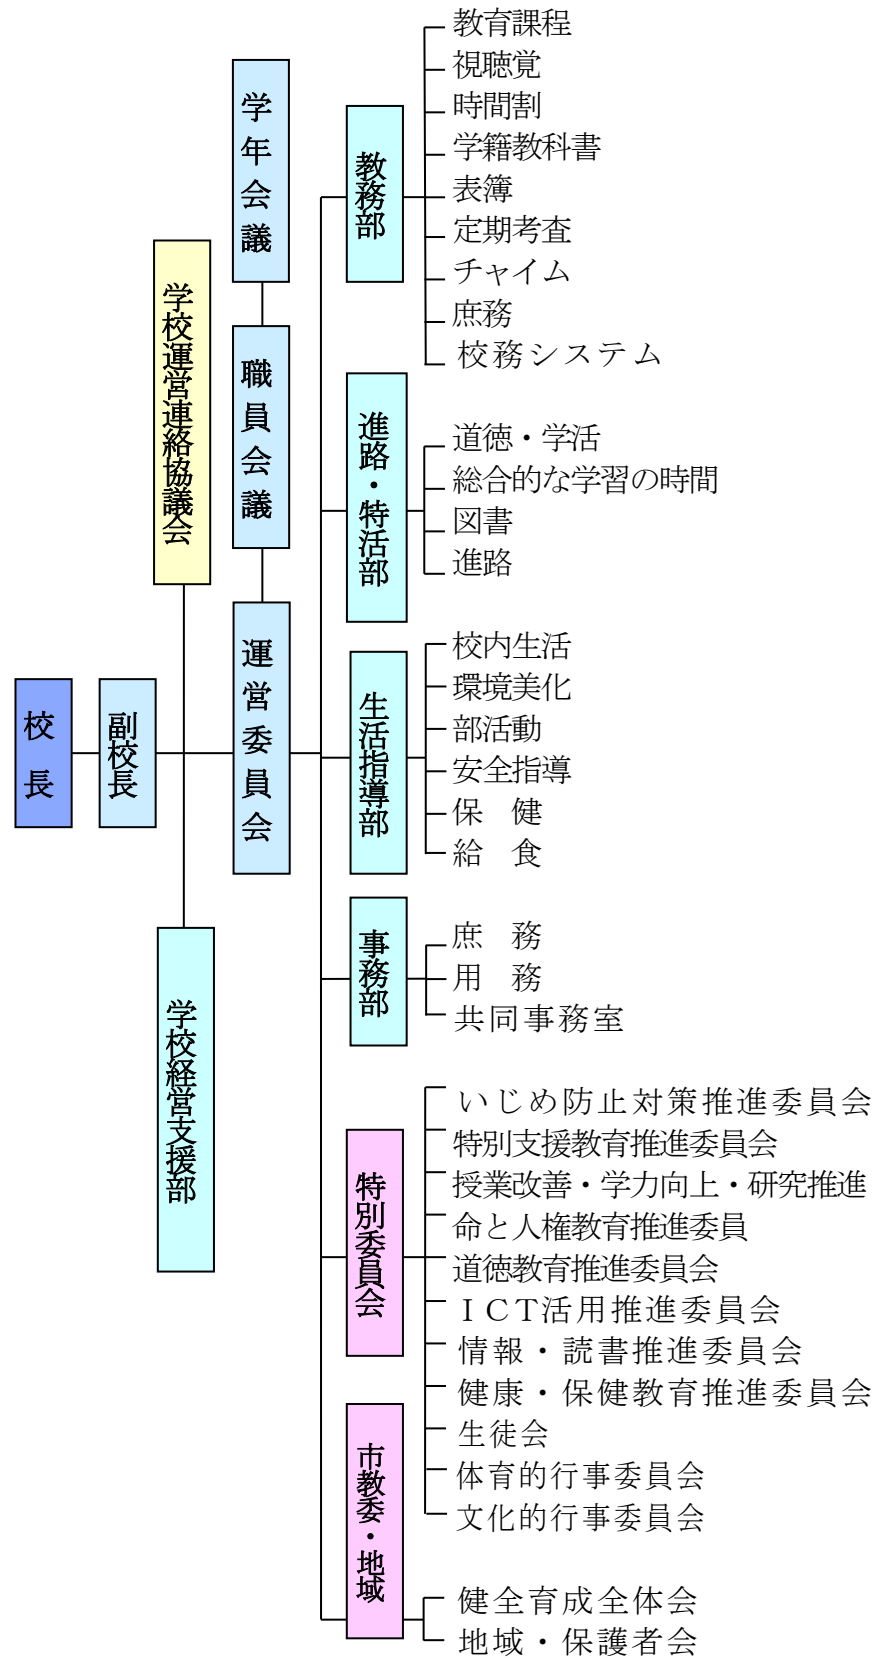 校長
副校長
学校運営連絡協議会
学校経営支援部
学年会議
職員会議
運営委員会
教務部
教育課程
視聴覚
時間割
学籍教科書
表簿
定期考査
チャイム
庶務
校務システム
進路・特活部
道徳・学活
総合的な学習の時間
図書
進路
生活指導部
校内生活
環境美化
部活動
安全指導
保　健
給　食
事務部
庶　務
用　務
共同事務室
特別委員会
いじめ防止対策推進委員会
特別支援教育推進委員会
授業改善・学力向上・研究推進
命と人権教育推進委員
道徳教育推進委員会
ＩＣＴ活用推進委員会
情報・読書推進委員会
健康・保健教育推進委員会
生徒会
体育的行事委員会
文化的行事委員会
市教委・地域
健全育成全体会
地域・保護者会